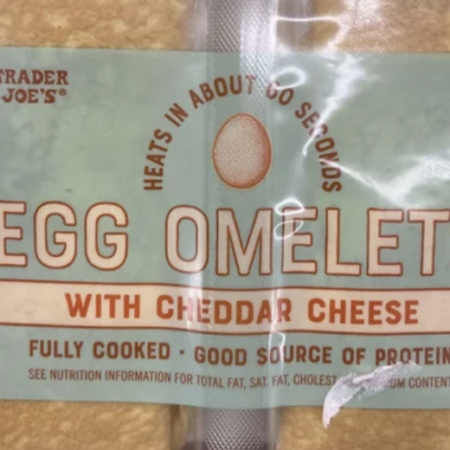 TRADER
JOE'S®
HEATS IN ABOUT 60 SECONDS
EGG OMELET
WITH CHEDDAR CHEESE
FULLY COOKED • GOOD SOURCE OF PROTEIN
SEE NUTRITION INFORMATION FOR TOTAL FAT, SAT. FAT, CHOLEST